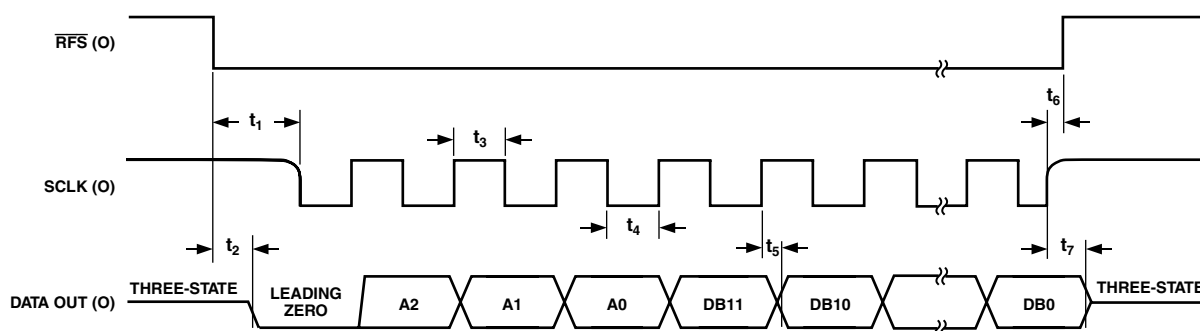 RFS (O)
t1
t3
t6
SCLK (O)
t2
t4
t5
t7
THREE-STATE
DATA OUT (O)
LEADING
ZERO
A2
A1
A0
DB11
DB10
DB0
THREE-STATE